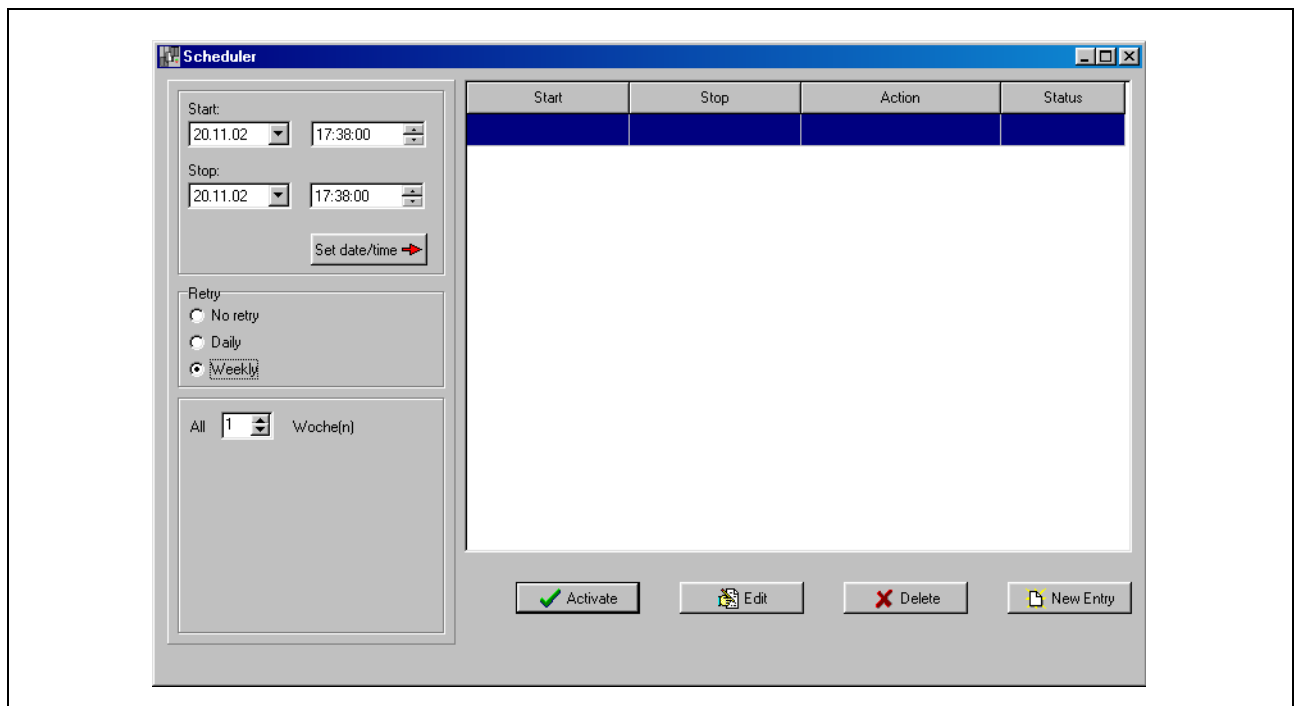 Scheduler
Start:
20.11.02 17:38:00
Stop:
20.11.02 17:38:00
Set date/time
Retry
No retry
Daily
Weekly
All 1 Woche(n)
Start Stop Action Status
Activate Edit Delete New Entry